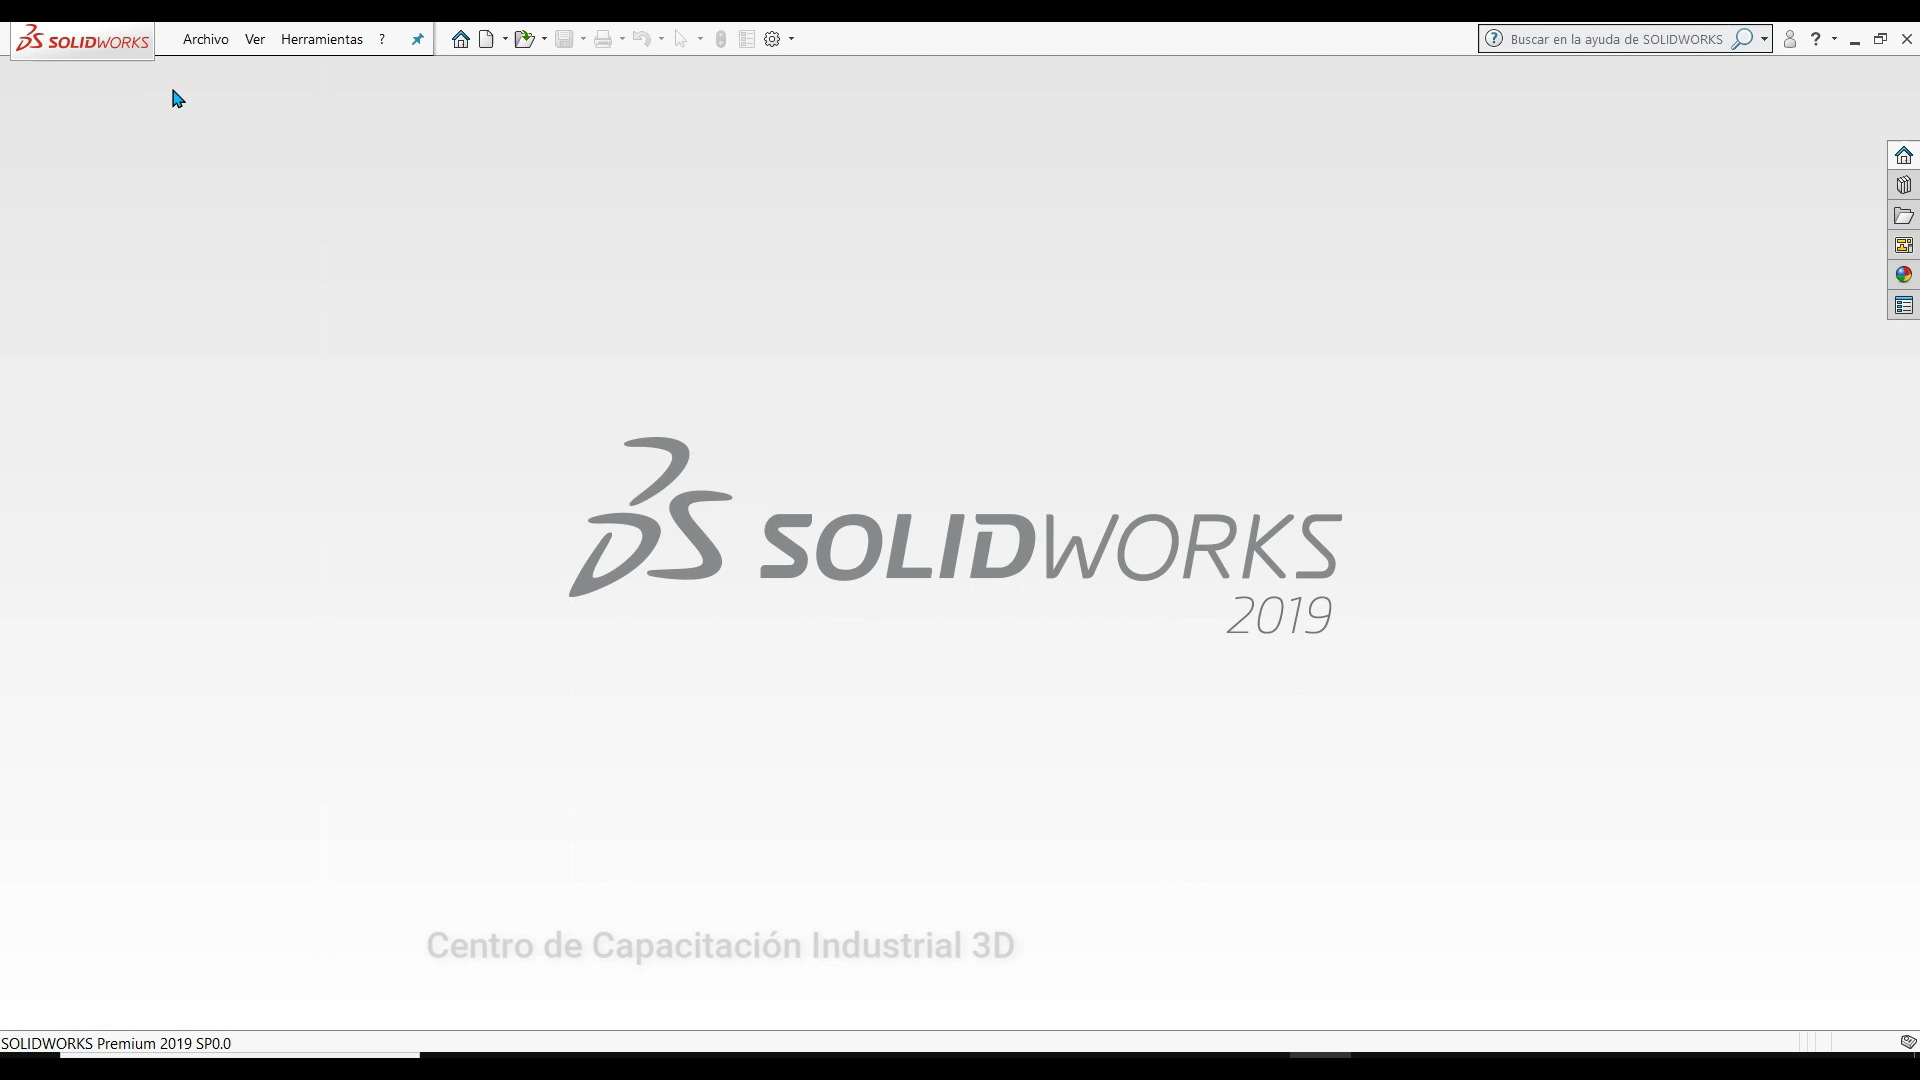 SOLIDWORKS
Archivo
Ver
Herramientas
?
Buscar en la ayuda de SOLIDWORKS
?
SOLIDWORKS
2019
Centro de Capacitación Industrial 3D
SOLIDWORKS Premium 2019 SP0.0